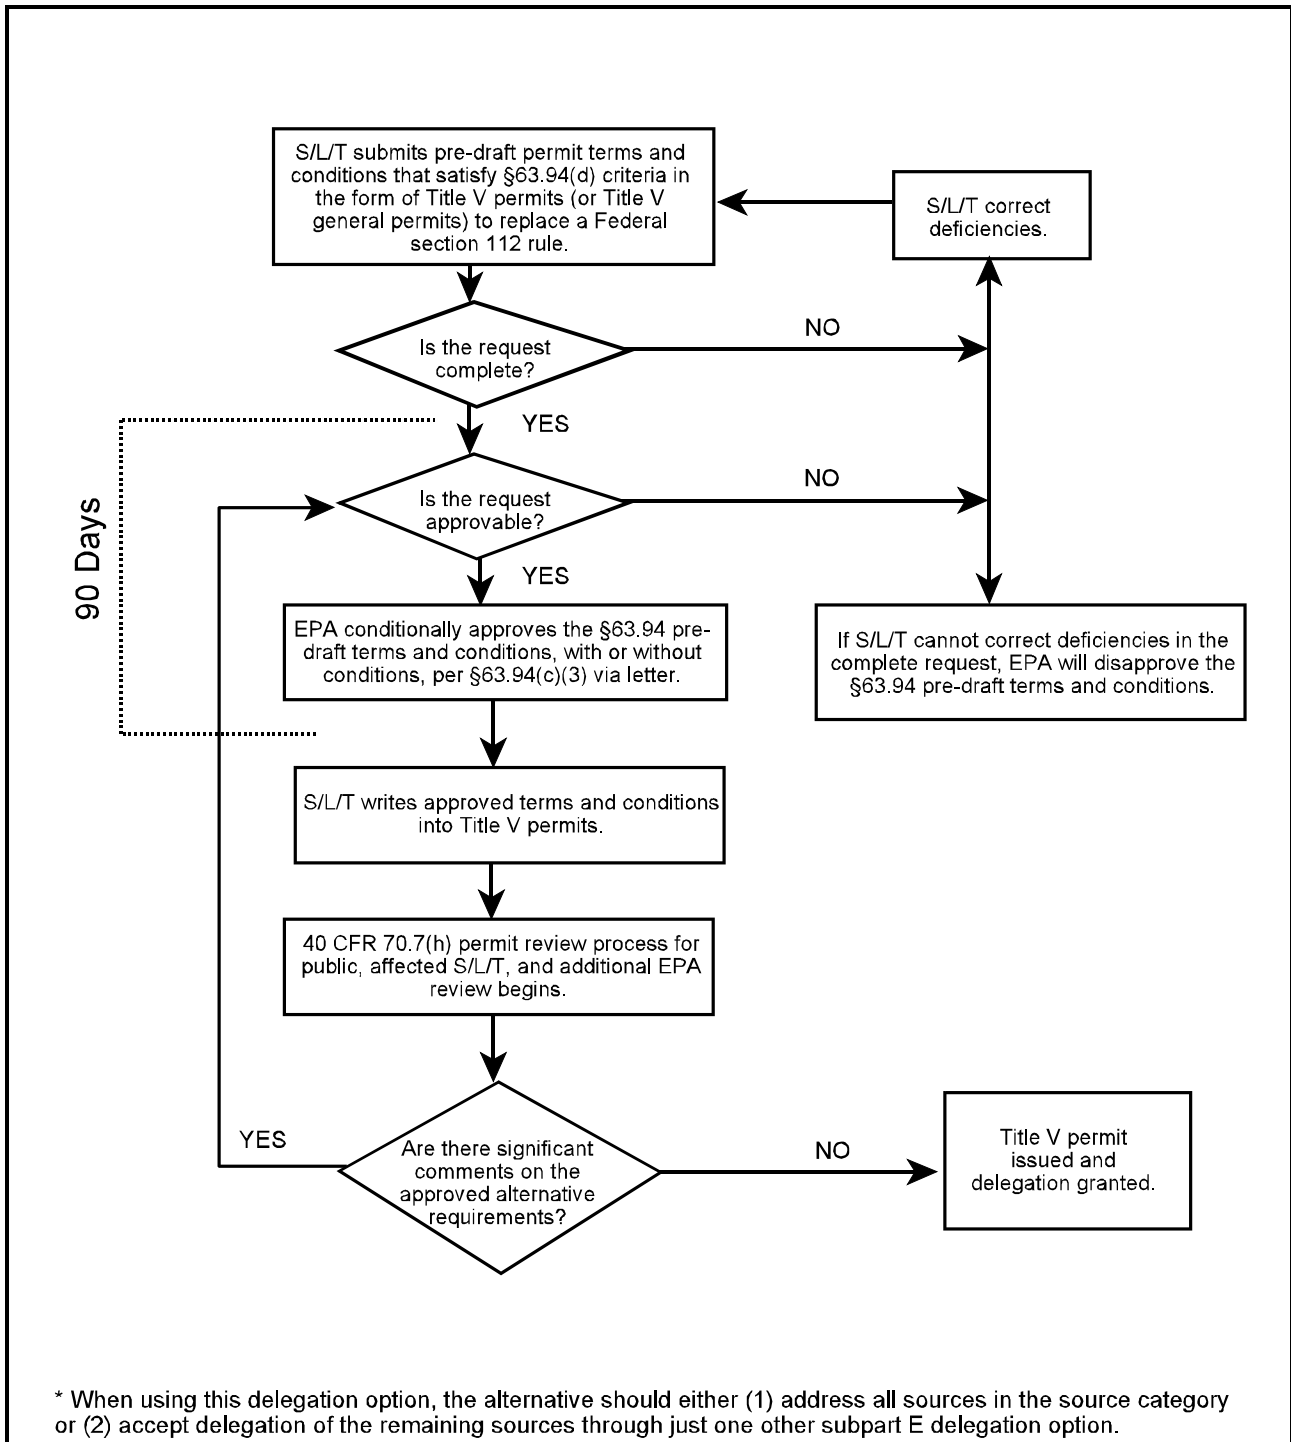 S/L/T submits pre-draft permit terms and
conditions that satisfy §63.94(d) criteria in
the form of Title V permits (or Title V
general permits) to replace a Federal
section 112 rule.
S/L/T correct
deficiencies.
Is the request
complete?
NO
YES
Is the request
approvable?
NO
YES
90 Days
EPA conditionally approves the §63.94 pre-
draft terms and conditions, with or without
conditions, per §63.94(c)(3) via letter.
If S/L/T cannot correct deficiencies in the
complete request, EPA will disapprove the
§63.94 pre-draft terms and conditions.
S/L/T writes approved terms and conditions
into Title V permits.
40 CFR 70.7(h) permit review process for
public, affected S/L/T, and additional EPA
review begins.
YES
Are there significant
comments on the
approved alternative
requirements?
NO
Title V permit
issued and
delegation granted.
* When using this delegation option, the alternative should either (1) address all sources in the source category
or (2) accept delegation of the remaining sources through just one other subpart E delegation option.